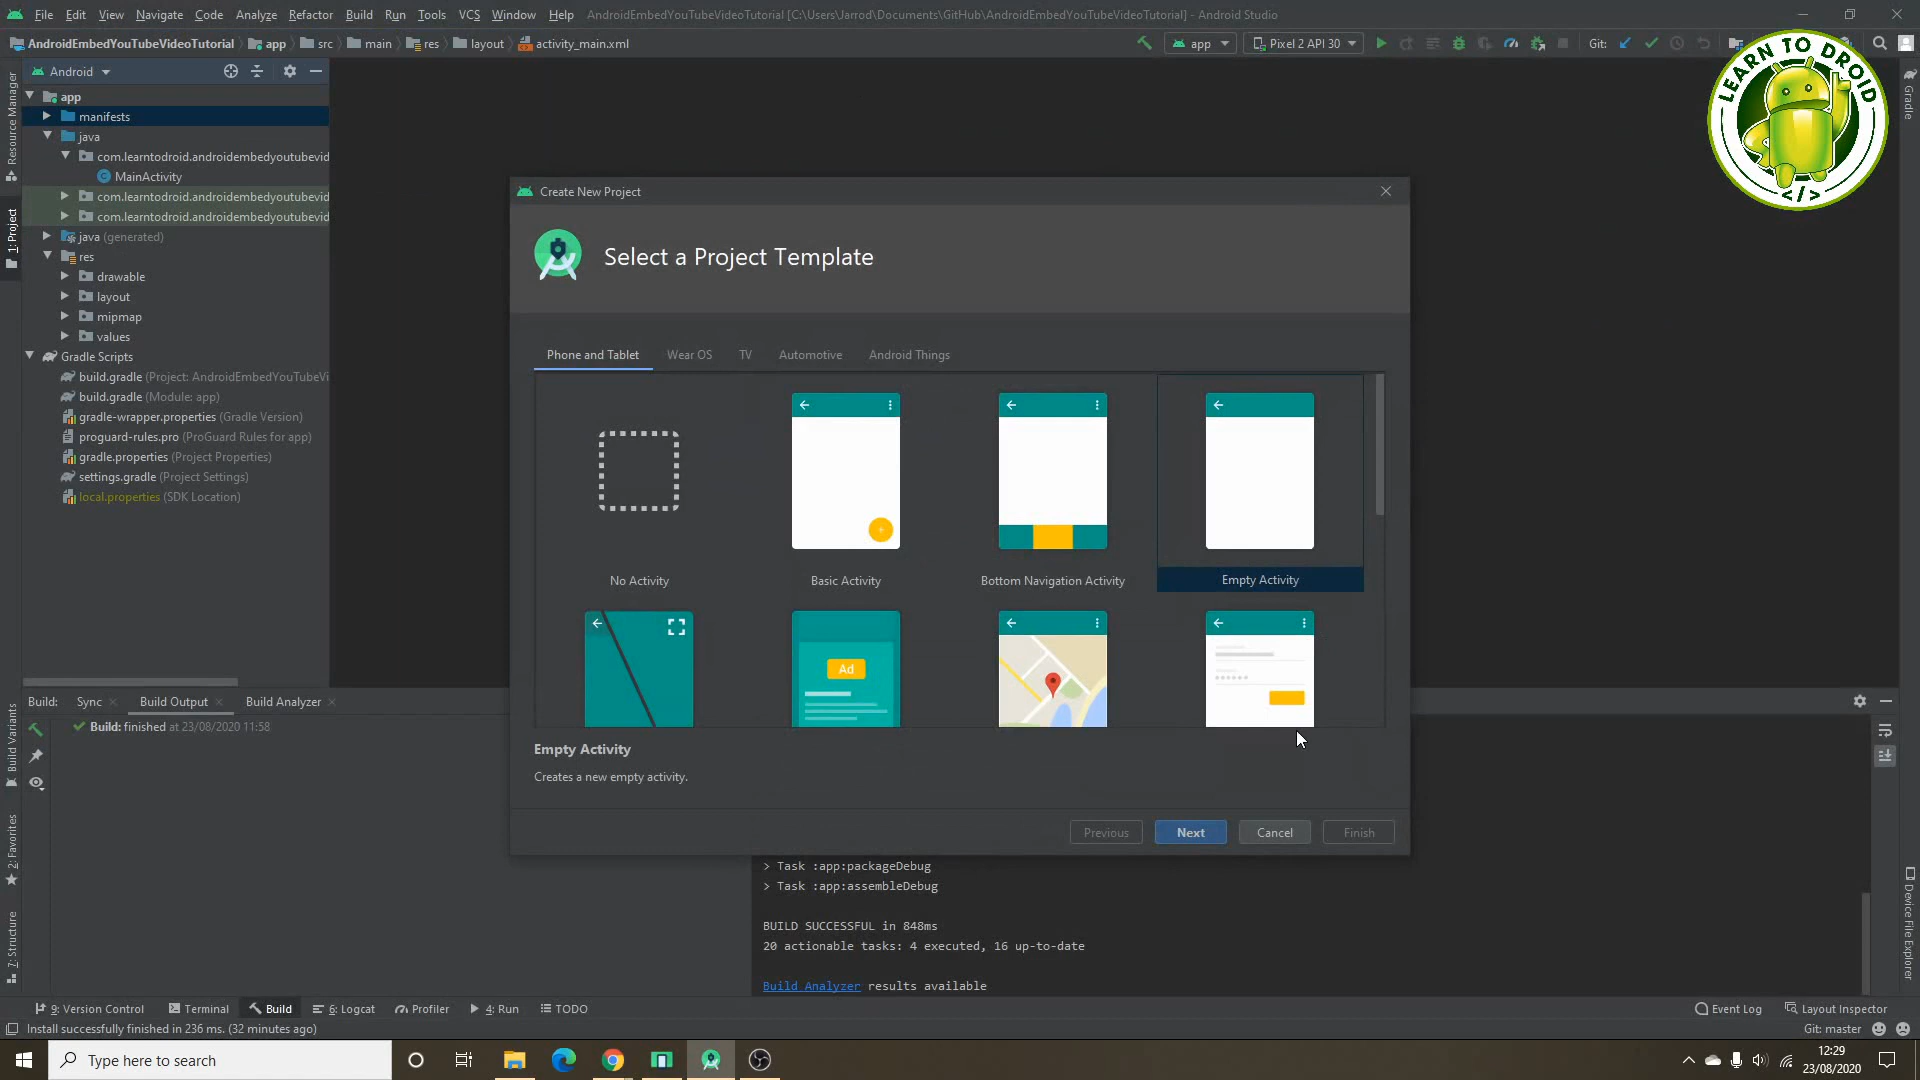 File Edit View Navigate Code Analyze Refactor Build Run Tools VCS Window Help AndroidEmbedYouTubeVideoTutorial [C:\Users\Jarrod\Documents\GitHub\AndroidEmbedYouTubeVideoTutorial] - Android Studio
AndroidEmbedYouTubeVideoTutorial app src main res layout activity_main.xml app Pixel 2 API 30 Git:
LEARN TO DROID
</>
Android
Resource Manager
1: Project
Gradle
app
manifests
java
com.learntodroid.androidembedyoutubevid
MainActivity
com.learntodroid.androidembedyoutubevid
com.learntodroid.androidembedyoutubevid
java (generated)
res
drawable
layout
mipmap
values
Gradle Scripts
build.gradle (Project: AndroidEmbedYouTubeVi
build.gradle (Module: app)
gradle-wrapper.properties (Gradle Version)
proguard-rules.pro (ProGuard Rules for app)
gradle.properties (Project Properties)
settings.gradle (Project Settings)
local.properties (SDK Location)
Create New Project
Select a Project Template
Phone and Tablet Wear OS TV Automotive Android Things
No Activity Basic Activity Bottom Navigation Activity Empty Activity
Ad
Empty Activity
Creates a new empty activity.
Previous Next Cancel Finish
Build: Sync Build Output Build Analyzer
Build: finished at 23/08/2020 11:58
Build Variants
2: Favorites
7: Structure
Device File Explorer
> Task :app:packageDebug
> Task :app:assembleDebug
BUILD SUCCESSFUL in 848ms
20 actionable tasks: 4 executed, 16 up-to-date
Build Analyzer results available
9: Version Control Terminal Build 6: Logcat Profiler 4: Run TODO Event Log Layout Inspector
Install successfully finished in 236 ms. (32 minutes ago) Git: master
Type here to search
12:29
23/08/2020